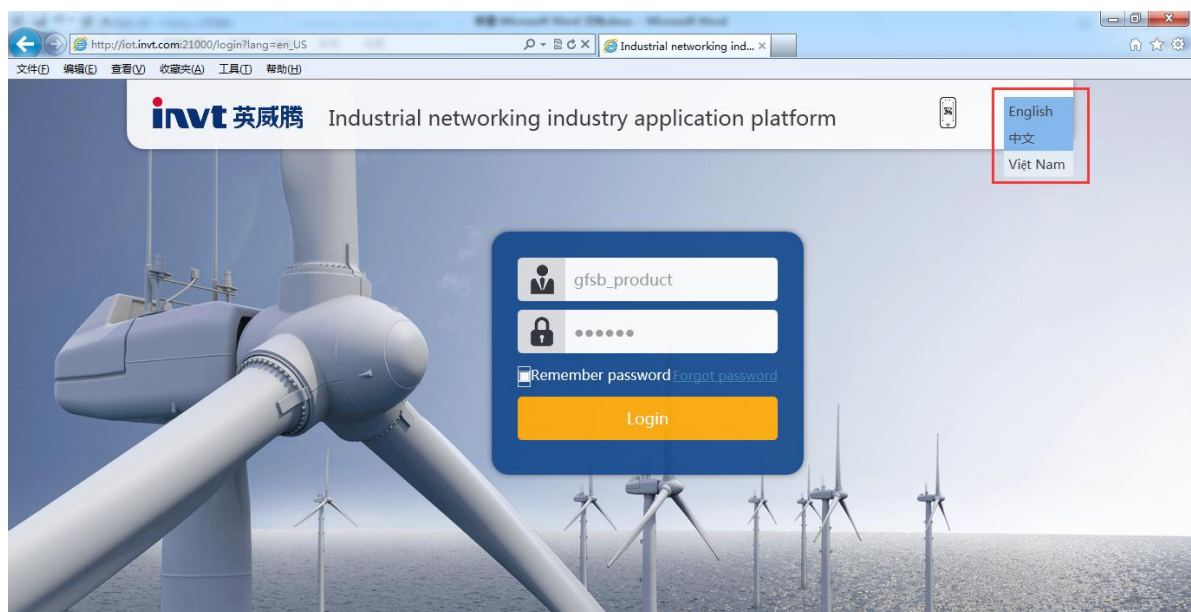 http://iot.invt.com:21000/login?lang=en_US
Industrial networking ind...
文件(F) 编辑(E) 查看(V) 收藏夹(A) 工具(T) 帮助(H)
invt 英威腾 Industrial networking industry application platform
English
中文
Việt Nam
gfsb_product
Remember password Forgot password
Login